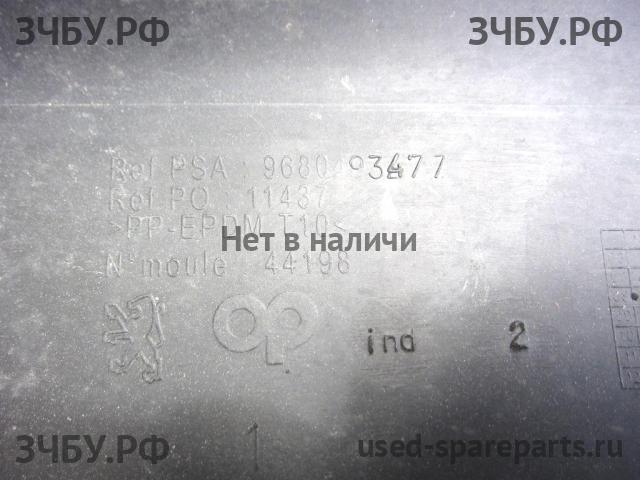 ЗЧБУ.РФ ЗЧБУ.РФ
Ref PSA : 9680 93477
Ref PO : 11437
>PP-EPDM T10<
Нет в наличи
N°moule : 44198
OP
ind 2
1
ЗЧБУ.РФ used-spareparts.ru